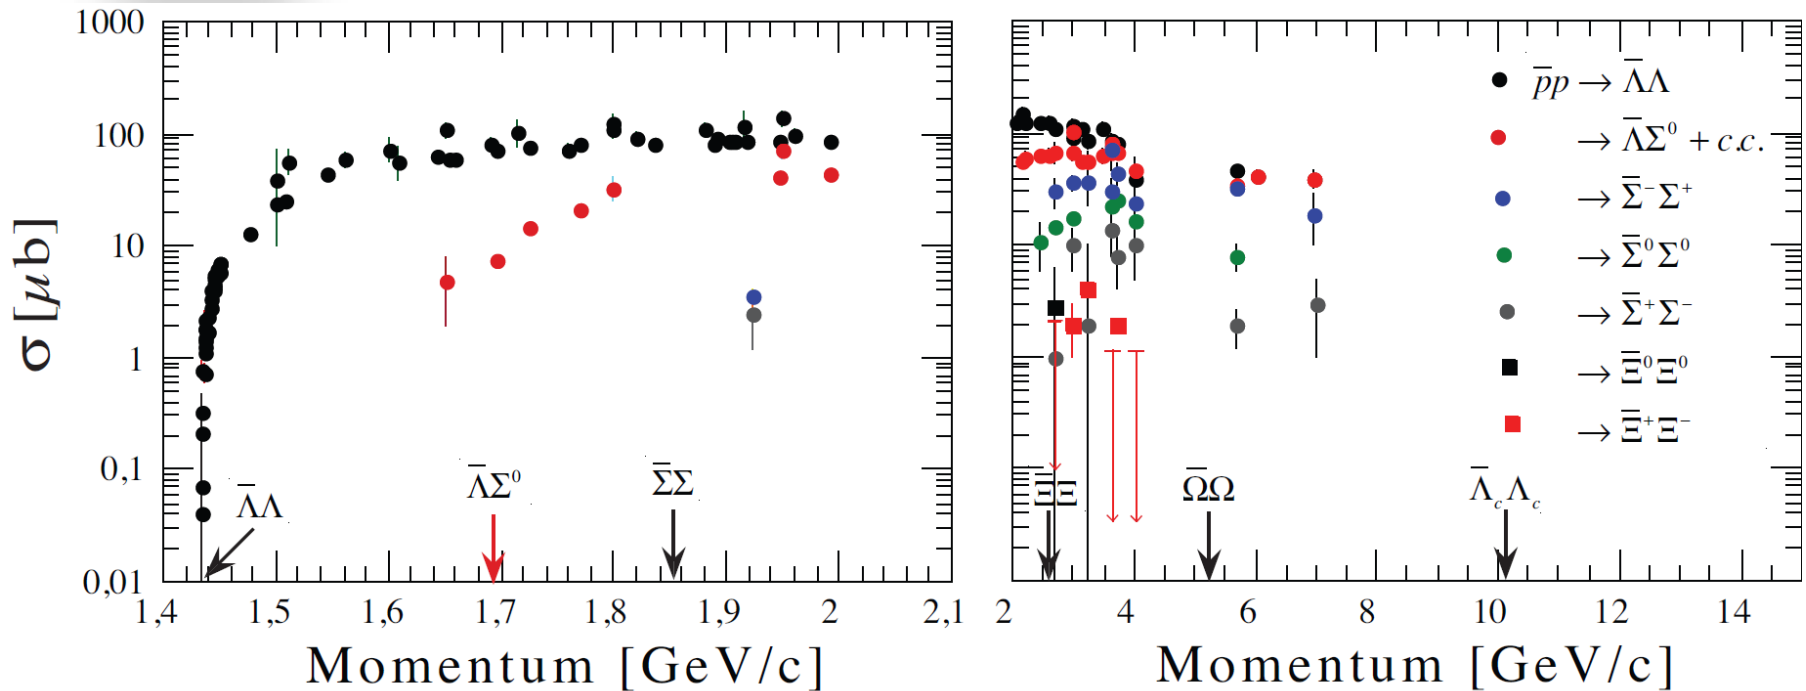 1000
100
10
1
0,1
0,01
σ [μb]
1,4 1,5 1,6 1,7 1,8 1,9 2 2,1
Momentum [GeV/c]
Λ̅Λ
Λ̅Σ⁰
Σ̅Σ
p̅p → Λ̅Λ
→ Λ̅Σ⁰ + c.c.
→ Σ̅⁻Σ⁺
→ Σ̅⁰Σ⁰
→ Σ̅⁺Σ⁻
→ Ξ̅⁰Ξ⁰
→ Ξ̅⁺Ξ⁻
Ξ̅Ξ
Ω̅Ω
Λ̅cΛc
2 4 6 8 10 12 14
Momentum [GeV/c]